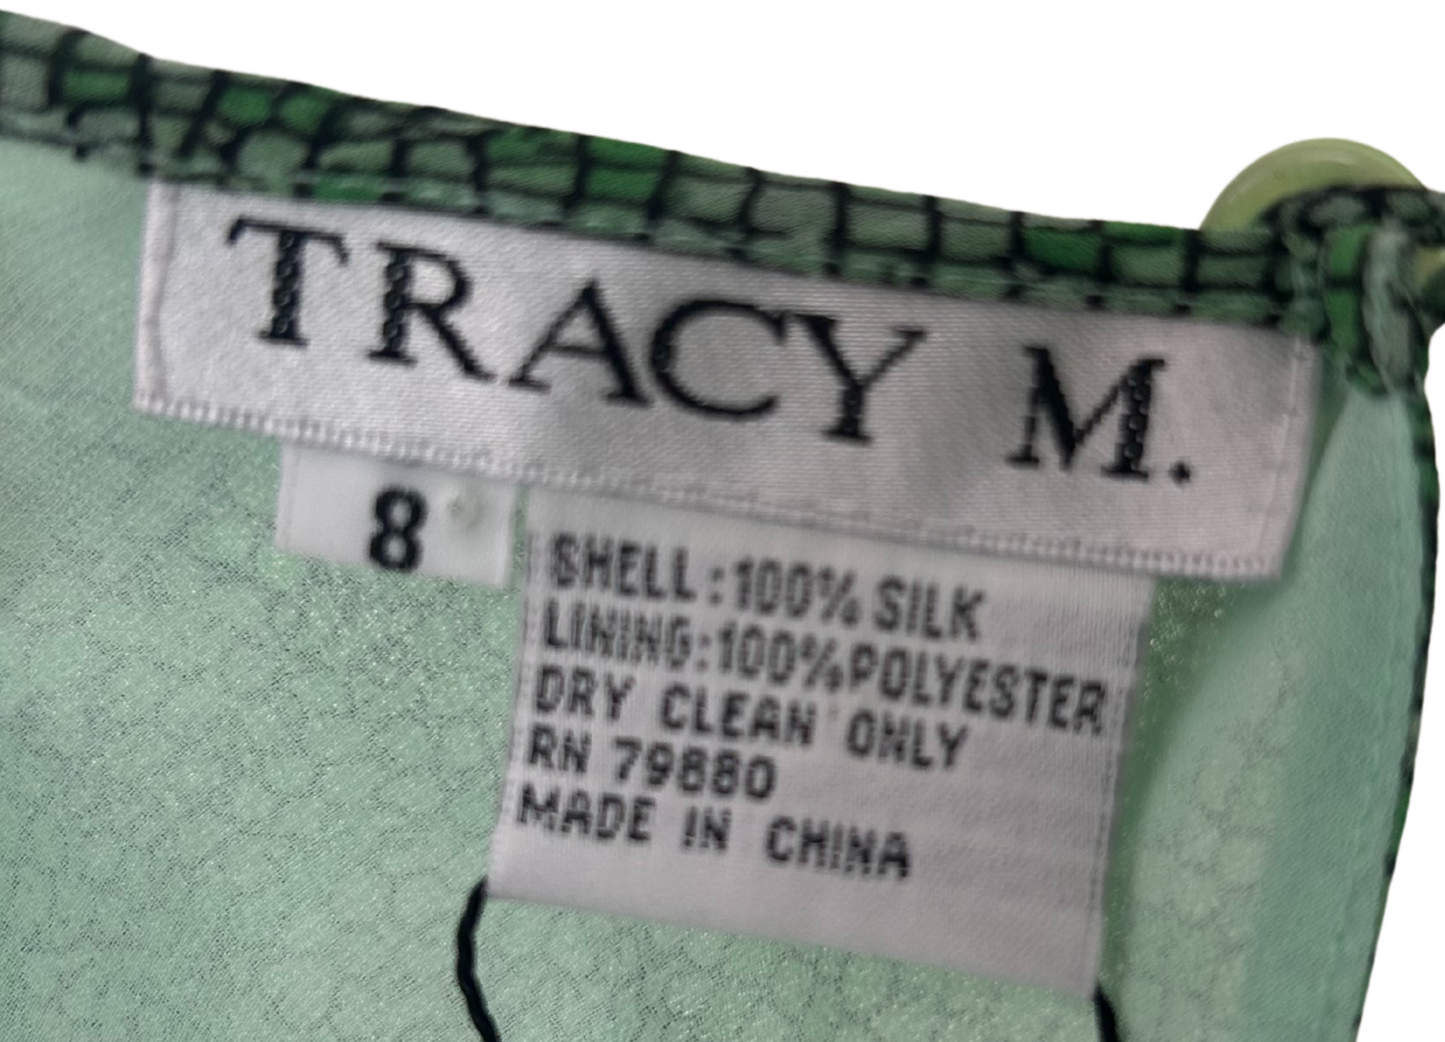 TRACY M.
8
SHELL:100% SILK
LINING:100%POLYESTER
DRY CLEAN ONLY
RN 79880
MADE IN CHINA